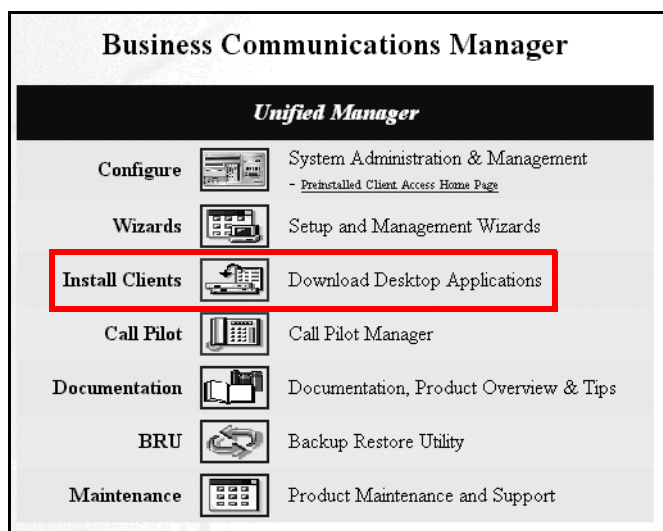 Business Communications Manager
Unified Manager
Configure System Administration & Management
- Preinstalled Client Access Home Page
Wizards Setup and Management Wizards
Install Clients Download Desktop Applications
Call Pilot Call Pilot Manager
Documentation Documentation, Product Overview & Tips
BRU Backup Restore Utility
Maintenance Product Maintenance and Support